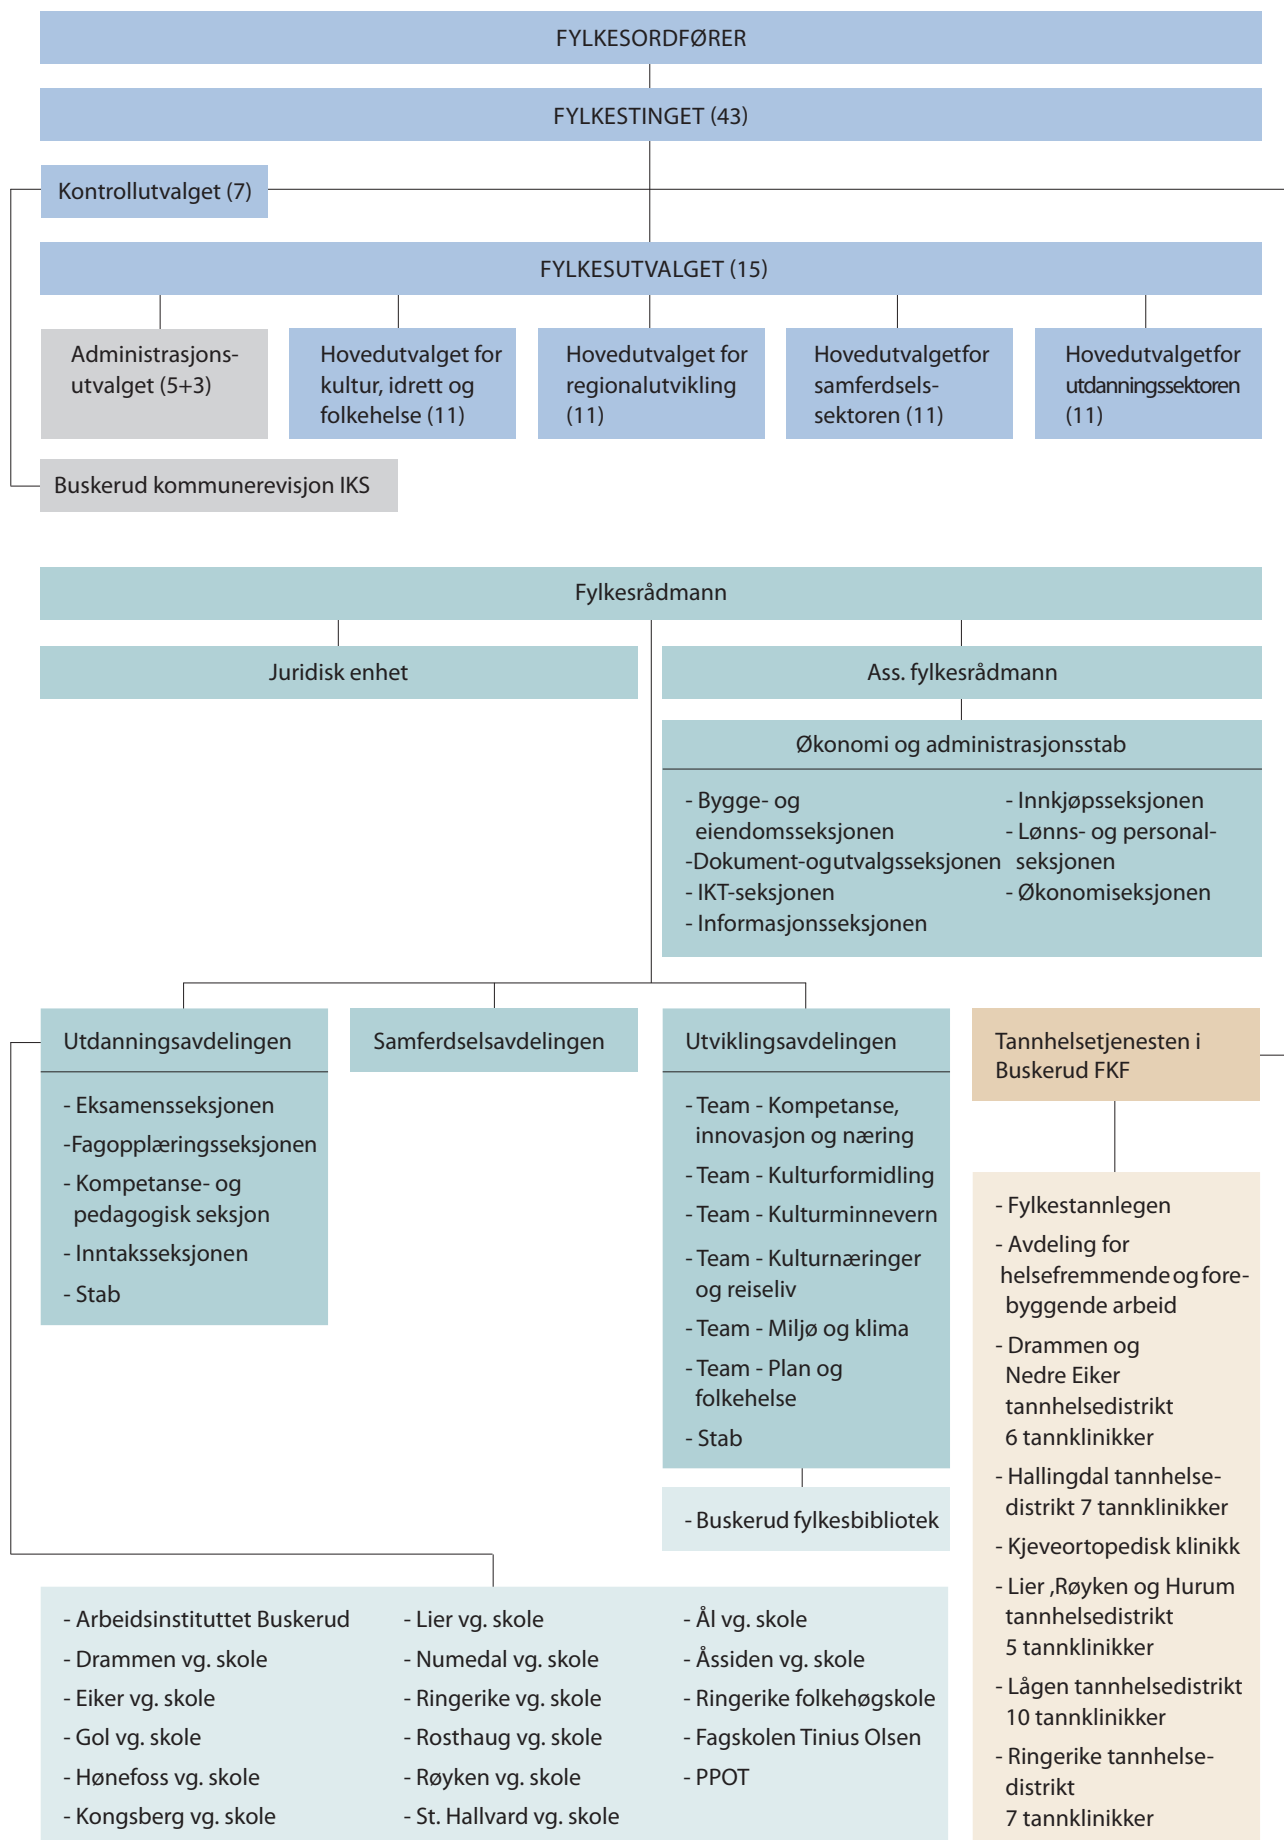 FYLKESORDFØRER
FYLKESTINGET (43)
Kontrollutvalget (7)
FYLKESUTVALGET (15)
Administrasjons-
utvalget (5+3)
Hovedutvalget for
kultur, idrett og
folkehelse (11)
Hovedutvalget for
regionalutvikling
(11)
Hovedutvalgetfor
samferdsels-
sektoren (11)
Hovedutvalgetfor
utdanningssektoren
(11)
Buskerud kommunerevisjon IKS
Fylkesrådmann
Juridisk enhet
Ass. fylkesrådmann
Økonomi og administrasjonsstab
- Bygge- og
eiendomsseksjonen
-Dokument-ogutvalgsseksjonen
- IKT-seksjonen
- Informasjonsseksjonen
- Innkjøpsseksjonen
- Lønns- og personal-
seksjonen
- Økonomiseksjonen
Utdanningsavdelingen
- Eksamensseksjonen
-Fagopplæringsseksjonen
- Kompetanse- og
pedagogisk seksjon
- Inntaksseksjonen
- Stab
Samferdselsavdelingen
Utviklingsavdelingen
- Team - Kompetanse,
innovasjon og næring
- Team - Kulturformidling
- Team - Kulturminnevern
- Team - Kulturnæringer
og reiseliv
- Team - Miljø og klima
- Team - Plan og
folkehelse
- Stab
- Buskerud fylkesbibliotek
Tannhelsetjenesten i
Buskerud FKF
- Fylkestannlegen
- Avdeling for
helsefremmende og fore-
byggende arbeid
- Drammen og
Nedre Eiker
tannhelsedistrikt
6 tannklinikker
- Hallingdal tannhelse-
distrikt 7 tannklinikker
- Kjeveortopedisk klinikk
- Lier ,Røyken og Hurum
tannhelsedistrikt
5 tannklinikker
- Lågen tannhelsedistrikt
10 tannklinikker
- Ringerike tannhelse-
distrikt
7 tannklinikker
- Arbeidsinstituttet Buskerud
- Drammen vg. skole
- Eiker vg. skole
- Gol vg. skole
- Hønefoss vg. skole
- Kongsberg vg. skole
- Lier vg. skole
- Numedal vg. skole
- Ringerike vg. skole
- Rosthaug vg. skole
- Røyken vg. skole
- St. Hallvard vg. skole
- Ål vg. skole
- Åssiden vg. skole
- Ringerike folkehøgskole
- Fagskolen Tinius Olsen
- PPOT